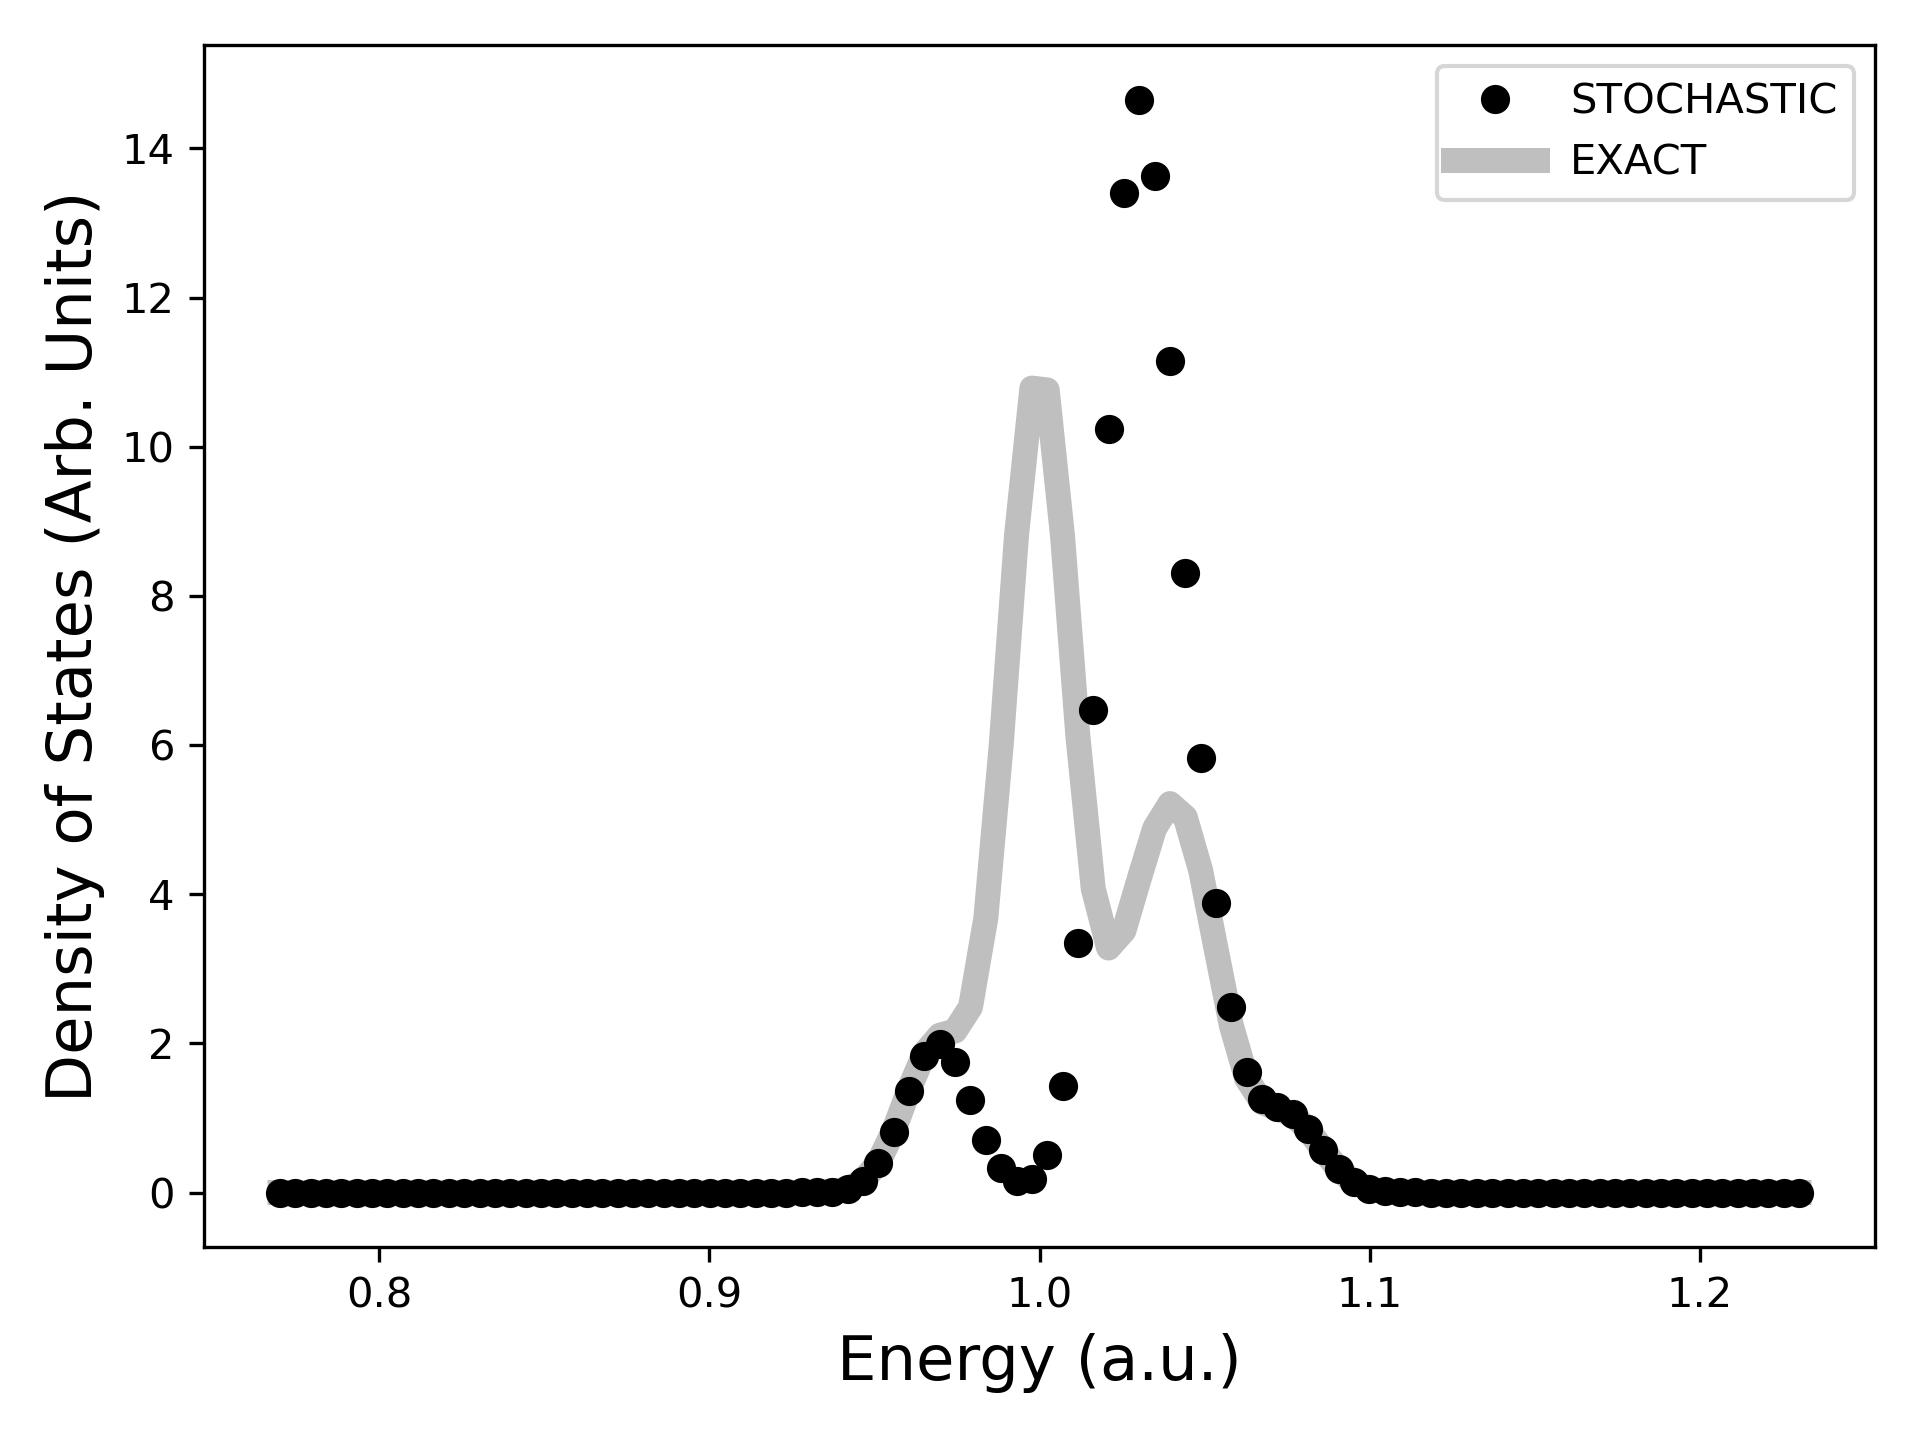 STOCHASTIC
EXACT
Density of States (Arb. Units)
14
12
10
8
6
4
2
0
0.8 0.9 1.0 1.1 1.2
Energy (a.u.)